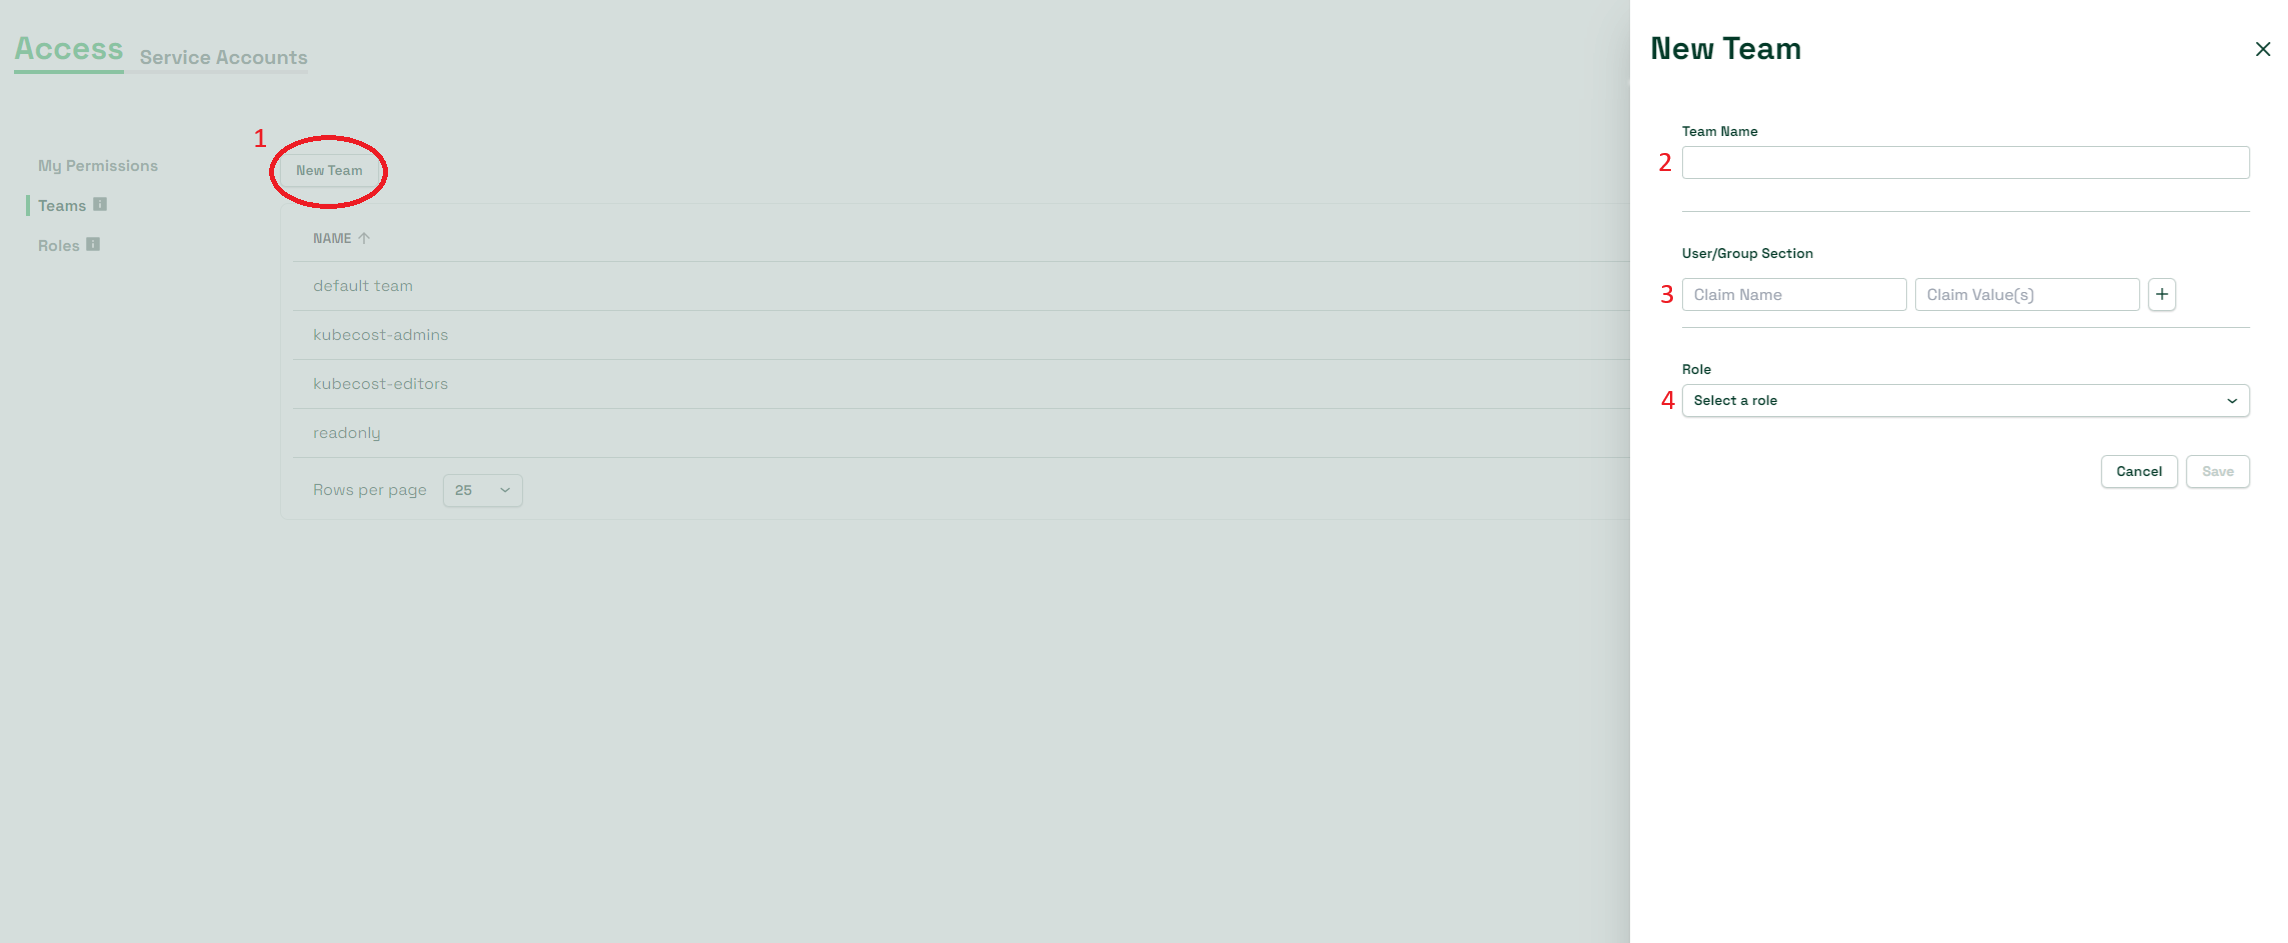 Access Service Accounts
My Permissions
Teams
Roles
1
New Team
NAME
default team
kubecost-admins
kubecost-editors
readonly
Rows per page 25
New Team
Team Name
2
User/Group Section
3 Claim Name Claim Value(s) +
Role
4 Select a role
Cancel Save